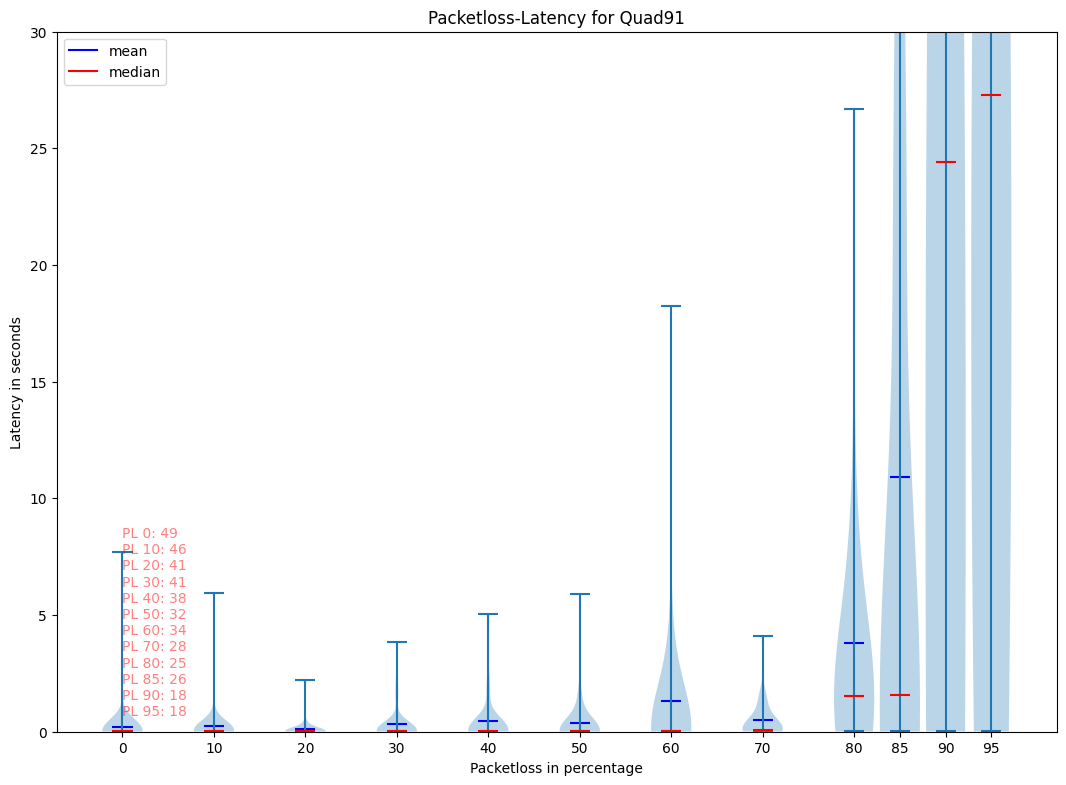 Packetloss-Latency for Quad91
30
mean
median
25
20
15
10
5
0
Latency in seconds
PL 0: 49
PL 10: 46
PL 20: 41
PL 30: 41
PL 40: 38
PL 50: 32
PL 60: 34
PL 70: 28
PL 80: 25
PL 85: 26
PL 90: 18
PL 95: 18
0 10 20 30 40 50 60 70 80 85 90 95
Packetloss in percentage